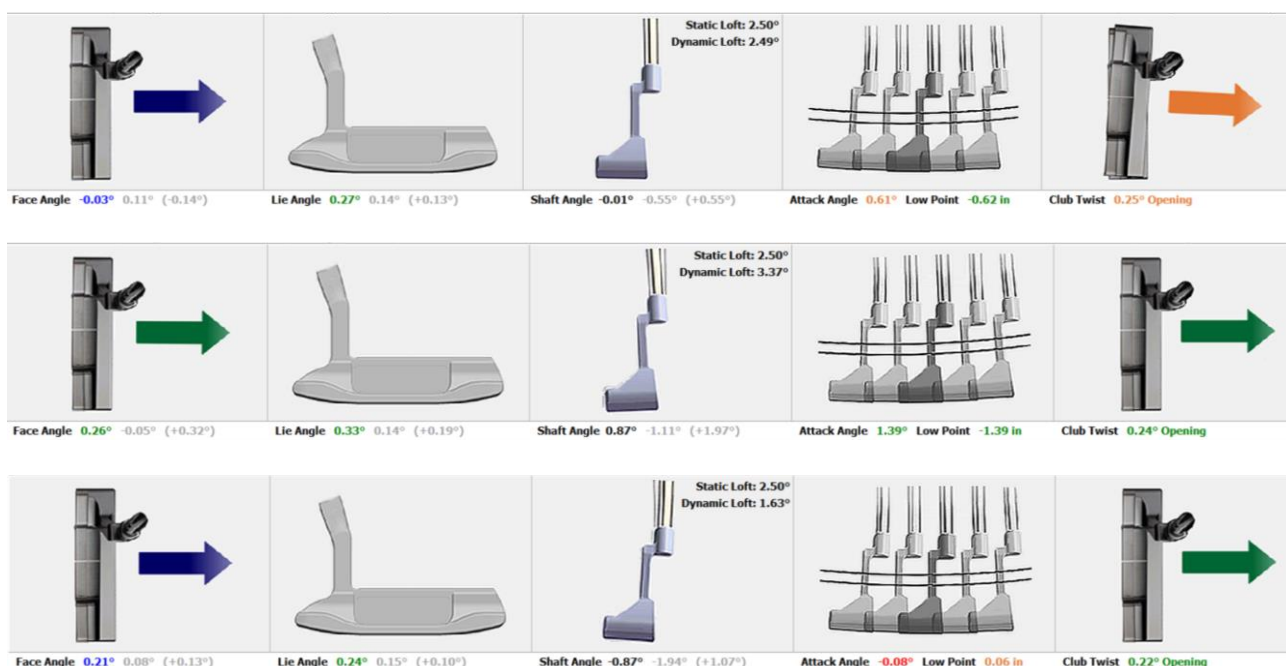 Static Loft: 2.50°
Dynamic Loft: 2.49°
Face Angle -0.03° 0.11° (-0.14°) Lie Angle 0.27° 0.14° (+0.13°) Shaft Angle -0.01° -0.55° (+0.55°) Attack Angle 0.61° Low Point -0.62 in Club Twist 0.25° Opening
Static Loft: 2.50°
Dynamic Loft: 3.37°
Face Angle 0.26° -0.05° (+0.32°) Lie Angle 0.33° 0.14° (+0.19°) Shaft Angle 0.87° -1.11° (+1.97°) Attack Angle 1.39° Low Point -1.39 in Club Twist 0.24° Opening
Static Loft: 2.50°
Dynamic Loft: 1.63°
Face Angle 0.21° 0.08° (+0.13°) Lie Angle 0.24° 0.15° (+0.10°) Shaft Angle -0.87° -1.94° (+1.07°) Attack Angle -0.08° Low Point 0.06 in Club Twist 0.22° Opening